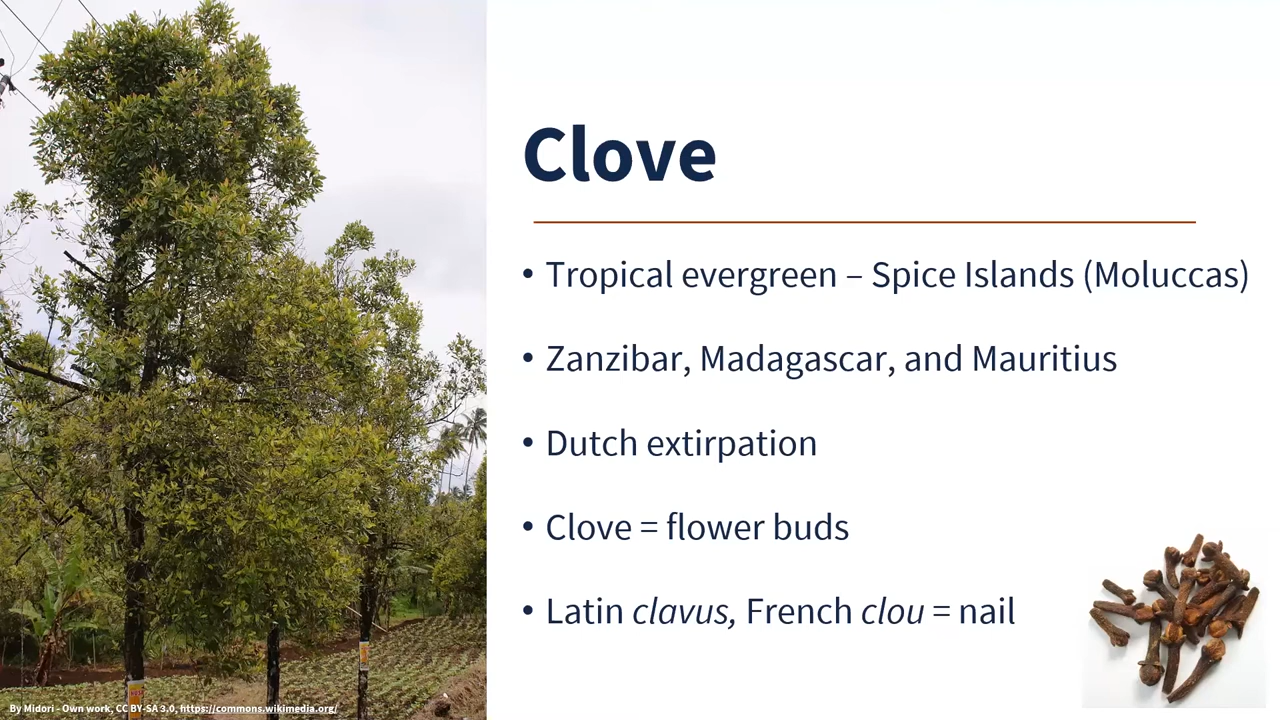 Clove
• Tropical evergreen – Spice Islands (Moluccas)
• Zanzibar, Madagascar, and Mauritius
• Dutch extirpation
• Clove = flower buds
• Latin clavus, French clou = nail
By Midori - Own work, CC BY-SA 3.0, https://commons.wikimedia.org/